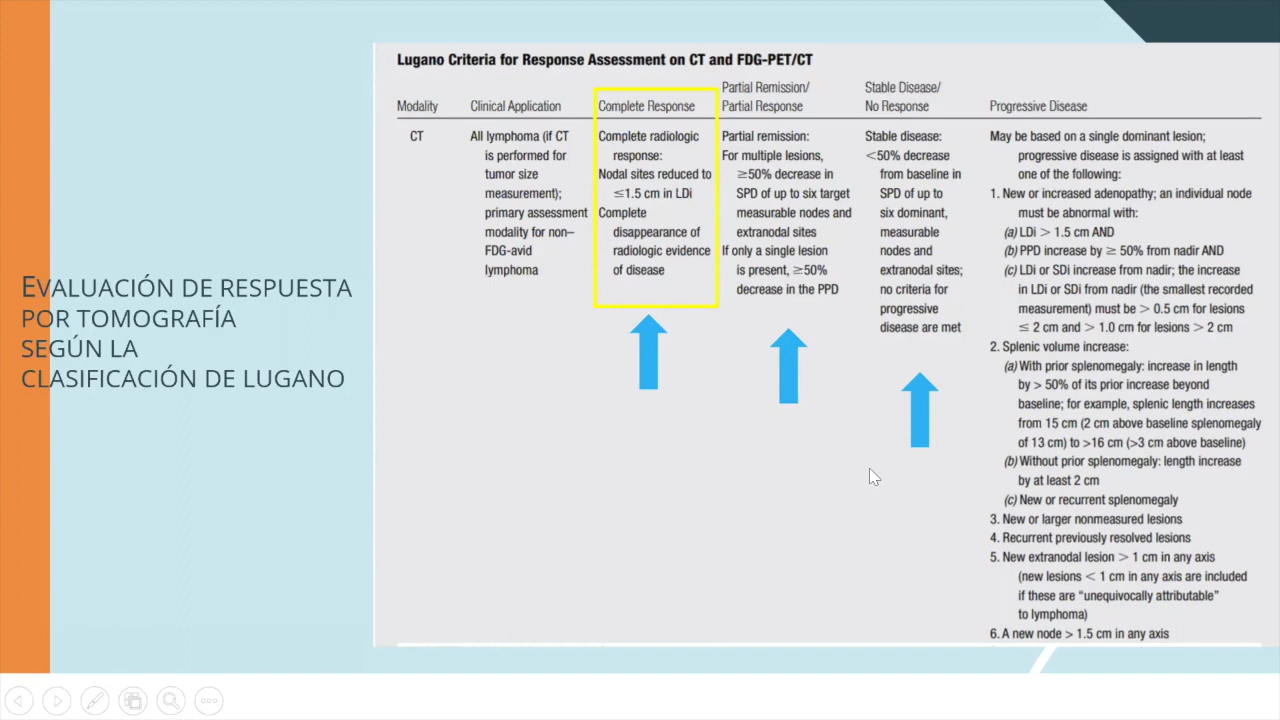 EVALUACIÓN DE RESPUESTA
POR TOMOGRAFÍA
SEGÚN LA
CLASIFICACIÓN DE LUGANO
Lugano Criteria for Response Assessment on CT and FDG-PET/CT
Modality
Clinical Application
Complete Response
Partial Remission/
Partial Response
Stable Disease/
No Response
Progressive Disease
CT
All lymphoma (if CT
is performed for
tumor size
measurement);
primary assessment
modality for non–
FDG-avid
lymphoma
Complete radiologic
response:
Nodal sites reduced to
≤1.5 cm in LDi
Complete
disappearance of
radiologic evidence
of disease
Partial remission:
For multiple lesions,
≥50% decrease in
SPD of up to six target
measurable nodes and
extranodal sites
If only a single lesion
is present, ≥50%
decrease in the PPD
Stable disease:
<50% decrease
from baseline in
SPD of up to
six dominant,
measurable
nodes and
extranodal sites;
no criteria for
progressive
disease are met
May be based on a single dominant lesion;
progressive disease is assigned with at least
one of the following:
1. New or increased adenopathy; an individual node
must be abnormal with:
(a) LDi > 1.5 cm AND
(b) PPD increase by ≥ 50% from nadir AND
(c) LDi or SDi increase from nadir; the increase
in LDi or SDi from nadir (the smallest recorded
measurement) must be > 0.5 cm for lesions
≤ 2 cm and > 1.0 cm for lesions > 2 cm
2. Splenic volume increase:
(a) With prior splenomegaly: increase in length
by > 50% of its prior increase beyond
baseline; for example, splenic length increases
from 15 cm (2 cm above baseline splenomegaly
of 13 cm) to >16 cm (>3 cm above baseline)
(b) Without prior splenomegaly: length increase
by at least 2 cm
(c) New or recurrent splenomegaly
3. New or larger nonmeasured lesions
4. Recurrent previously resolved lesions
5. New extranodal lesion > 1 cm in any axis
(new lesions < 1 cm in any axis are included
if these are “unequivocally attributable”
to lymphoma)
6. A new node > 1.5 cm in any axis